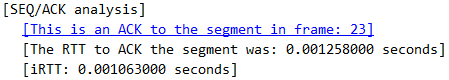 [SEQ/ACK analysis]
[This is an ACK to the segment in frame: 23]
[The RTT to ACK the segment was: 0.001258000 seconds]
[iRTT: 0.001063000 seconds]